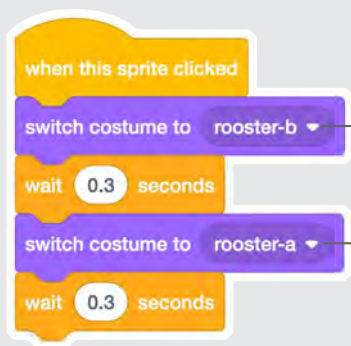 when this sprite clicked
switch costume to rooster-b
wait 0.3 seconds
switch costume to rooster-a
wait 0.3 seconds